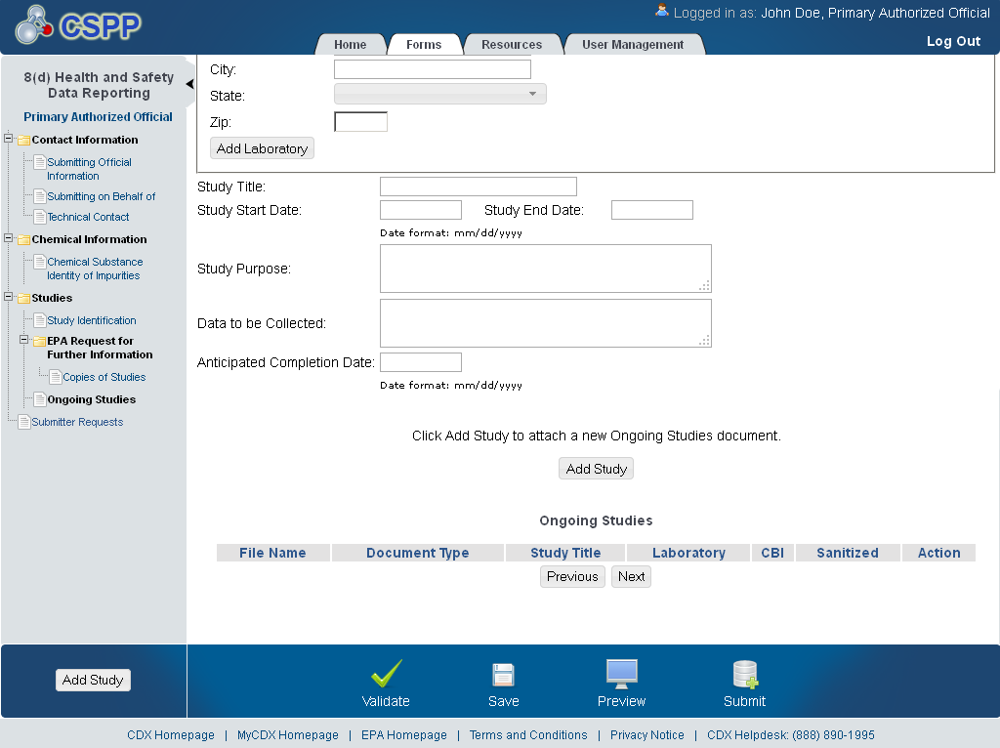 CSPP
Logged in as: John Doe, Primary Authorized Official
Home
Forms
Resources
User Management
Log Out
8(d) Health and Safety
Data Reporting
Primary Authorized Official
Contact Information
Submitting Official
Information
Submitting on Behalf of
Technical Contact
Chemical Information
Chemical Substance
Identity of Impurities
Studies
Study Identification
EPA Request for
Further Information
Copies of Studies
Ongoing Studies
Submitter Requests
City:
State:
Zip:
Add Laboratory
Study Title:
Study Start Date:
Study End Date:
Date format: mm/dd/yyyy
Study Purpose:
Data to be Collected:
Anticipated Completion Date:
Date format: mm/dd/yyyy
Click Add Study to attach a new Ongoing Studies document.
Add Study
Ongoing Studies
File Name Document Type Study Title Laboratory CBI Sanitized Action
Previous Next
Add Study
Validate
Save
Preview
Submit
CDX Homepage | MyCDX Homepage | EPA Homepage | Terms and Conditions | Privacy Notice | CDX Helpdesk: (888) 890-1995